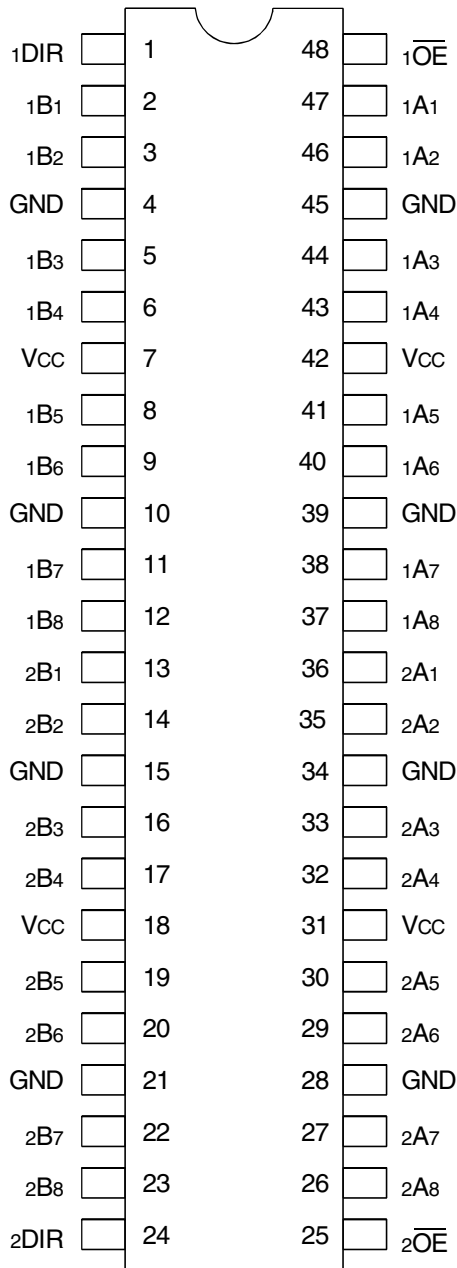 1DIR 1 48 1O̅E̅
1B1 2 47 1A1
1B2 3 46 1A2
GND 4 45 GND
1B3 5 44 1A3
1B4 6 43 1A4
VCC 7 42 VCC
1B5 8 41 1A5
1B6 9 40 1A6
GND 10 39 GND
1B7 11 38 1A7
1B8 12 37 1A8
2B1 13 36 2A1
2B2 14 35 2A2
GND 15 34 GND
2B3 16 33 2A3
2B4 17 32 2A4
VCC 18 31 VCC
2B5 19 30 2A5
2B6 20 29 2A6
GND 21 28 GND
2B7 22 27 2A7
2B8 23 26 2A8
2DIR 24 25 2O̅E̅